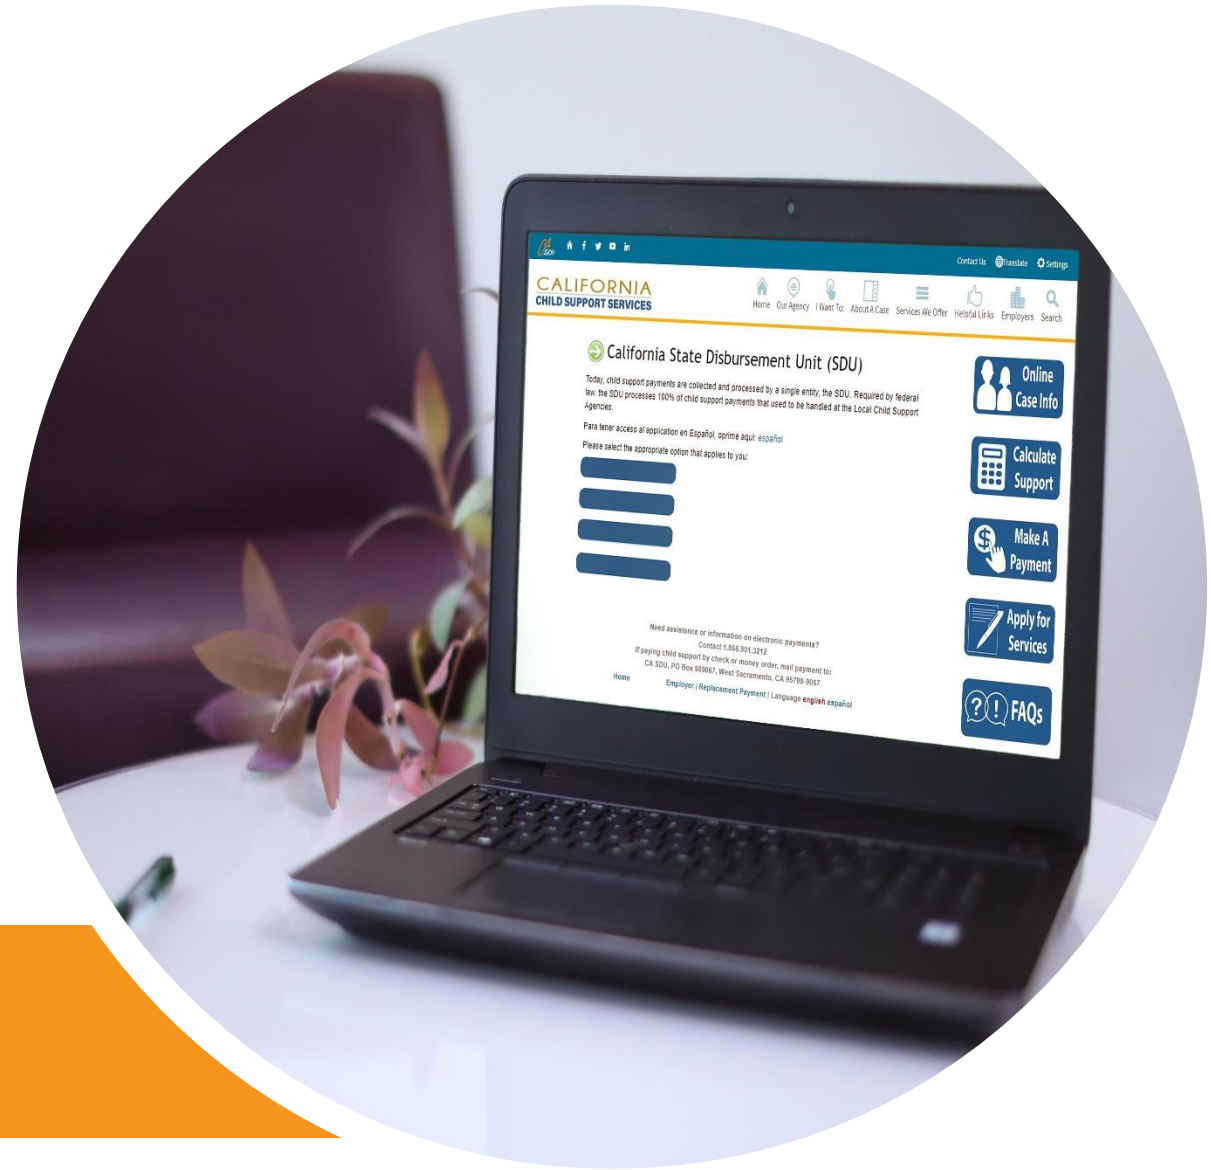 CA
.GOV
Contact Us Translate Settings
CALIFORNIA
CHILD SUPPORT SERVICES
Home Our Agency I Want To: About A Case Services We Offer Helpful Links Employers Search
California State Disbursement Unit (SDU)
Today, child support payments are collected and processed by a single entity, the SDU. Required by federal
law, the SDU processes 100% of child support payments that used to be handled at the Local Child Support
Agencies.
Para tener acceso al application en Español, oprime aquí: español
Please select the appropriate option that applies to you:
Need assistance or information on electronic payments?
Contact 1.866.901.3212
If paying child support by check or money order, mail payment to:
CA SDU, PO Box 989067, West Sacramento, CA 95798-9067
Home Employer | Replacement Payment | Language english español
Online
Case Info
Calculate
Support
Make A
Payment
Apply for
Services
FAQs